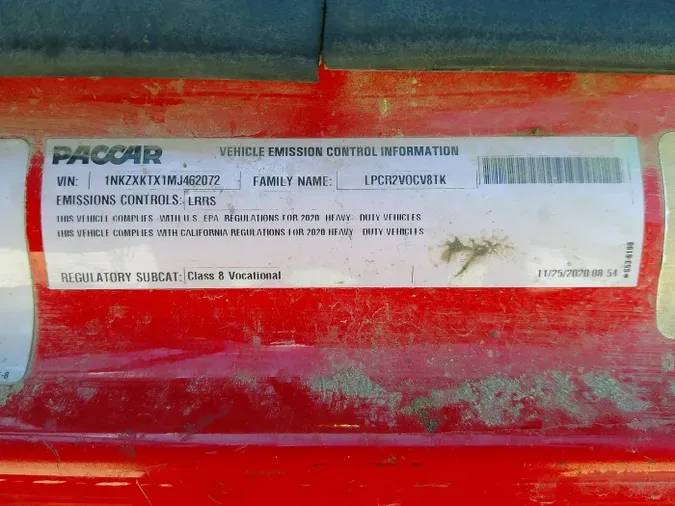 PACCAR VEHICLE EMISSION CONTROL INFORMATION
VIN: 1NKZXKTX1MJ462072 FAMILY NAME: LPCR2VOCV8TK
EMISSIONS CONTROLS: LRRS
THIS VEHICLE COMPLIES WITH U.S. EPA REGULATIONS FOR 2020 HEAVY DUTY VEHICLES
THIS VEHICLE COMPLIES WITH CALIFORNIA REGULATIONS FOR 2020 HEAVY DUTY VEHICLES
REGULATORY SUBCAT: Class 8 Vocational 11/25/2020 08 54